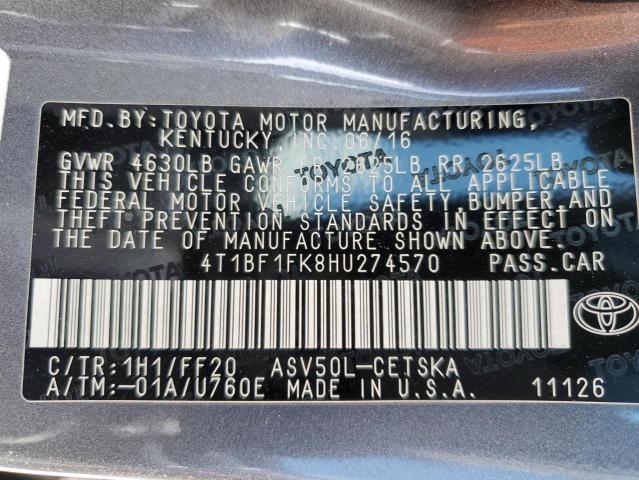 MFD.BY:TOYOTA MOTOR MANUFACTURING,
KENTUCKY,INC.06/16
GVWR 4630LB GAWR RR 2625LB
THIS VEHICLE CONFORMS TO ALL APPLICABLE
FEDERAL MOTOR VEHICLE SAFETY,BUMPER,AND
THEFT PREVENTION STANDARDS IN EFFECT ON
THE DATE OF MANUFACTURE SHOWN ABOVE.
4T1BF1FK8HU274570 PASS.CAR
TOYOTA
C/TR:1H1/FF20 ASV50L-CETSKA
A/TM:-01A/U760E MADE IN U.S.A. 11126